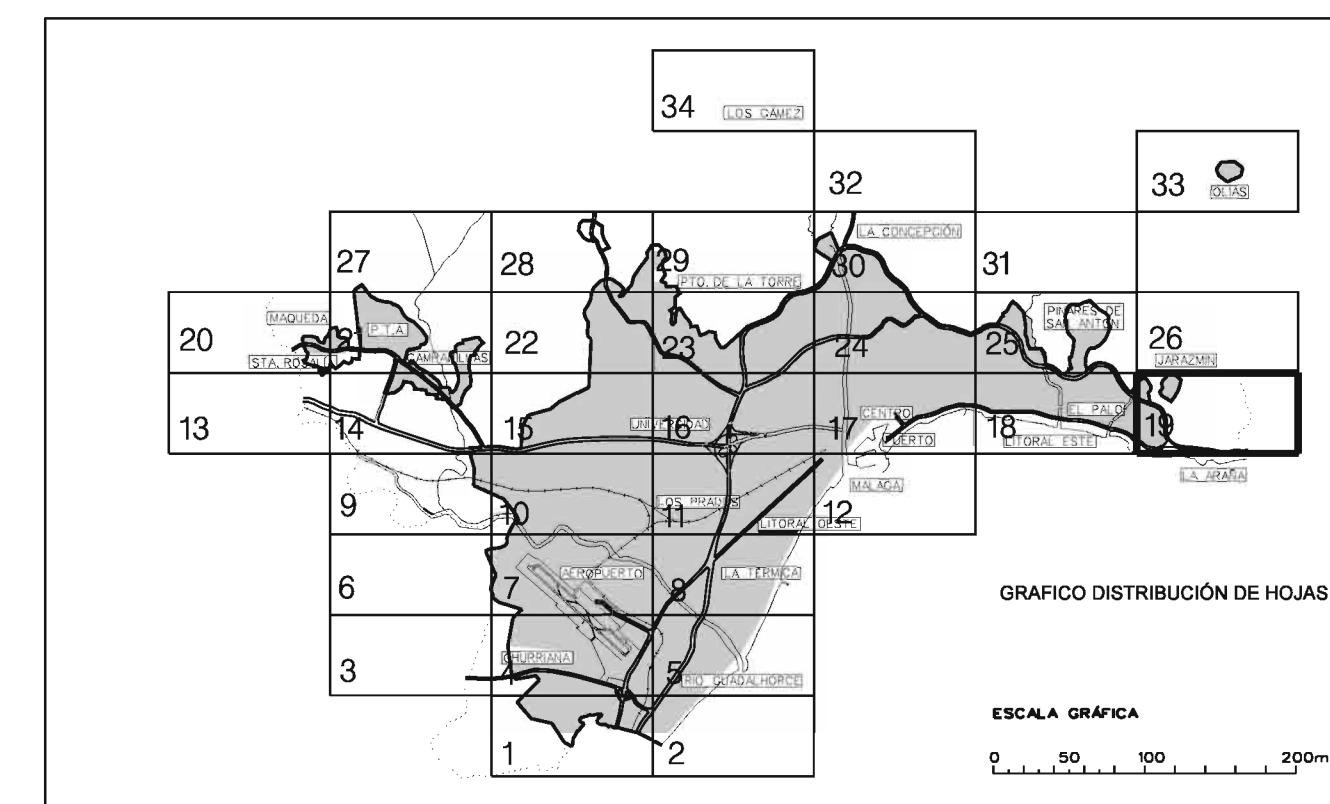 34 LOS GÁMEZ
32
33 OLIAS
LA CONCEPCIÓN
27 28 29 30 31
PTO. DE LA TORRE
MAQUEDA P.T.A. PINARES DE
SAN ANTÓN
20 21 22 23 24 25 26
STA. ROSALÍA CAMPANILLAS JARAZMIN
CENTRO EL PALO
13 14 15 16 17 18 19
UNIVERSIDAD PUERTO LITORAL ESTE
MALAGA LA ARAÑA
LOS PRADOS
9 10 11 12
LITORAL OESTE
AEROPUERTO LA TÉRMICA
6 7 8
GRAFICO DISTRIBUCIÓN DE HOJAS
CHURRIANA
3 5
RIO GUADALHORCE
1 2
ESCALA GRÁFICA
0 50 100 200m